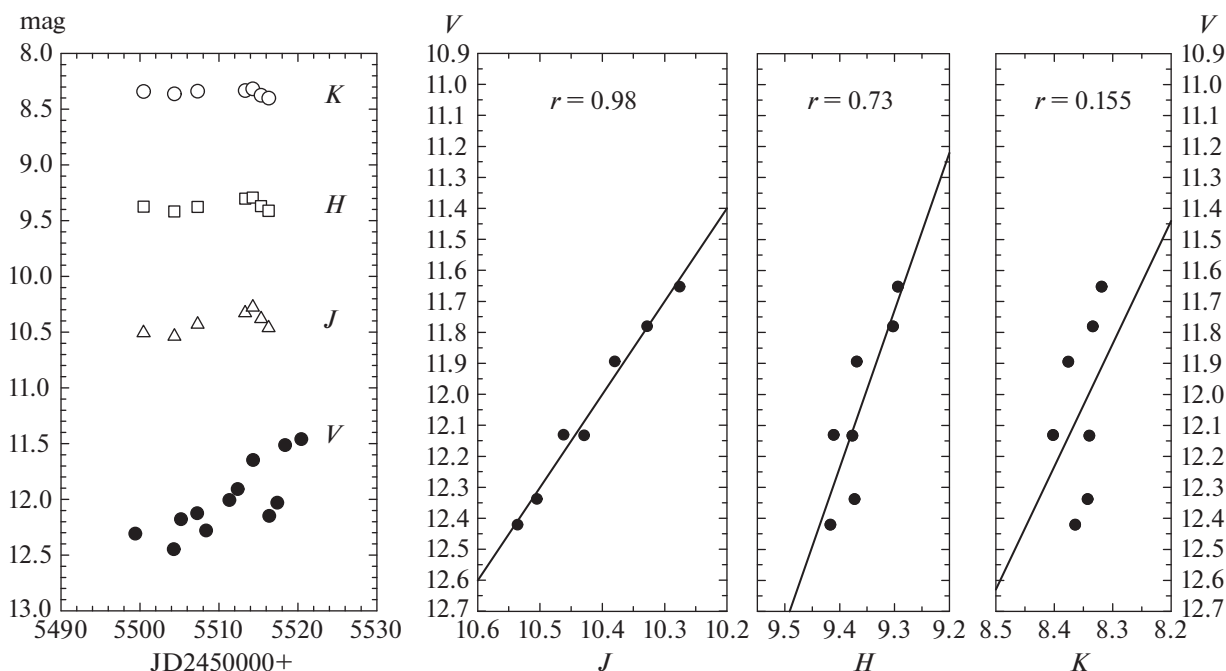 mag
8.0
8.5
9.0
9.5
10.0
10.5
11.0
11.5
12.0
12.5
13.0
K
H
J
V
5490 5500 5510 5520 5530
JD2450000+
V
10.9
11.0
11.1
11.2
11.3
11.4
11.5
11.6
11.7
11.8
11.9
12.0
12.1
12.2
12.3
12.4
12.5
12.6
12.7
r = 0.98
10.6 10.5 10.4 10.3 10.2
J
r = 0.73
9.5 9.4 9.3 9.2
H
r = 0.155
8.5 8.4 8.3 8.2
K
V
10.9
11.0
11.1
11.2
11.3
11.4
11.5
11.6
11.7
11.8
11.9
12.0
12.1
12.2
12.3
12.4
12.5
12.6
12.7